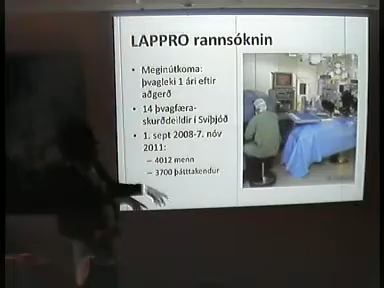 LAPPRO rannsóknin
• Meginútkoma:
þvagleki 1 ári eftir
aðgerð
• 14 þvagfæra-
skurðdeildir í Svíþjóð
• 1. sept 2008-7. nóv
2011:
– 4012 menn
– 3700 þátttakendur